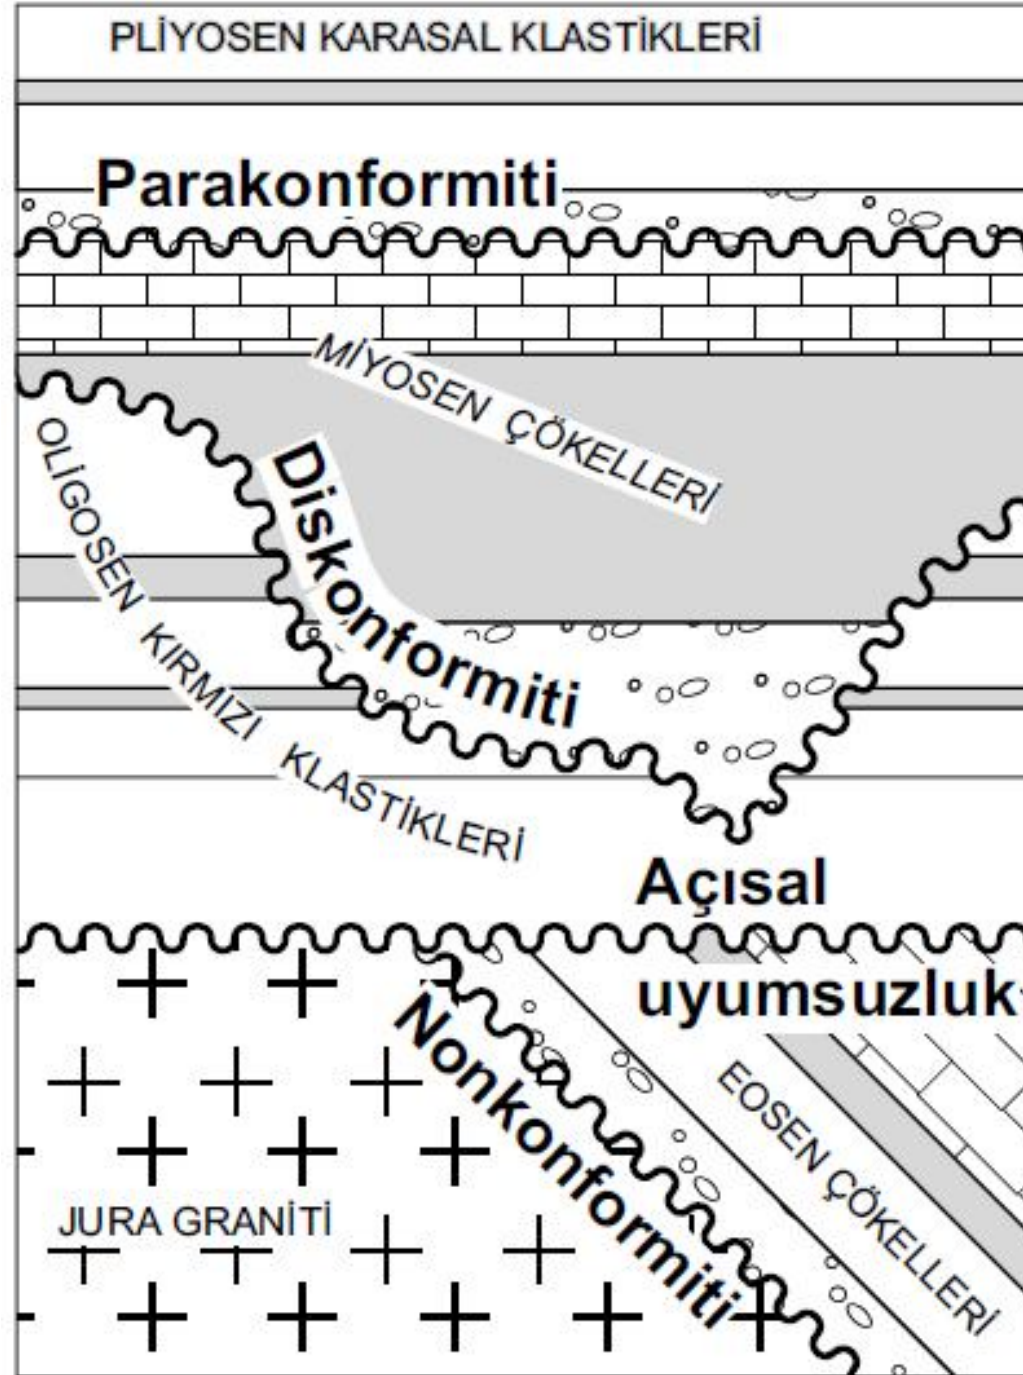 PLİYOSEN KARASAL KLASTİKLERİ
Parakonformiti
MİYOSEN ÇÖKELLERİ
OLİGOSEN KIRMIZI KLASTİKLERİ
Diskonformiti
Açısal
uyumsuzluk
Nonkonformiti
EOSEN ÇÖKELLERİ
JURA GRANİTİ